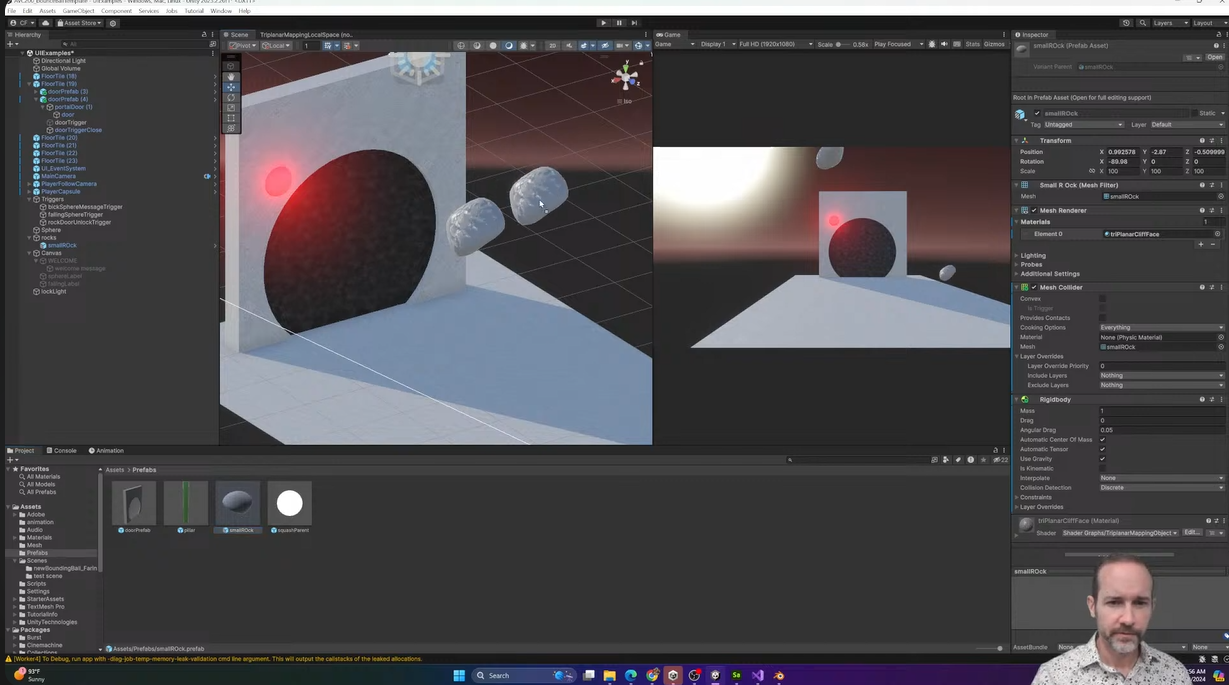 File Edit Assets GameObject Component Services Jobs Tutorial Window Help
CF Asset Store Layers Layout
Hierarchy
All
UIExamples*
Directional Light
Global Volume
FloorTile (18)
FloorTile (19)
doorPrefab (3)
doorPrefab (4)
portalDoor (1)
door
doorTrigger
doorTriggerClose
FloorTile (20)
FloorTile (21)
FloorTile (22)
FloorTile (23)
UI_EventSystem
MainCamera
PlayerFollowCamera
PlayerCapsule
Triggers
bickSphereMessageTrigger
fallingSphereTrigger
rockDoorUnlockTrigger
Sphere
rocks
smallROck
Canvas
WELCOME
welcome message
sphereLabel
fallingLabel
lockLight
Scene TriplanarMappingLocalSpace (no...
Pivot Local 1 2D
y
z
Iso
Game
Game Display 1 Full HD (1920x1080) Scale 0.56x Play Focused Stats Gizmos
Inspector
smallROck (Prefab Asset)
Open
Variant Parent smallROck
Root in Prefab Asset (Open for full editing support)
smallROck Static
Tag Untagged Layer Default
Transform
Position X 0.992578 Y -2.87 Z -0.509999
Rotation X -89.98 Y 0 Z 0
Scale X 100 Y 100 Z 100
Small R Ock (Mesh Filter)
Mesh smallROck
Mesh Renderer
Materials 1
Element 0 triPlanarCliffFace
Lighting
Probes
Additional Settings
Mesh Collider
Convex
Is Trigger
Provides Contacts
Cooking Options Everything
Material None (Physic Material)
Mesh smallROck
Layer Overrides
Layer Override Priority 0
Include Layers Nothing
Exclude Layers Nothing
Rigidbody
Mass 1
Drag 0
Angular Drag 0.05
Automatic Center Of Mass
Automatic Tensor
Use Gravity
Is Kinematic
Interpolate None
Collision Detection Discrete
Constraints
Layer Overrides
triPlanarCliffFace (Material)
Shader Shader Graphs/TriplanarMappingObject Edit...
smallROck
AssetBundle None
Project Console Animation
22
Favorites
All Materials
All Models
All Prefabs
Assets
Adobe
animation
Audio
Materials
Mesh
Prefabs
Scenes
newBoundingBall_Farin
test scene
Scripts
Settings
StarterAssets
TextMesh Pro
TutorialInfo
UnityTechnologies
Packages
Burst
Cinemachine
Assets > Prefabs
doorPrefab pillar smallROck squashParent
Assets/Prefabs/smallROck.prefab
[Worker4] To Debug, run app with -diag-job-temp-memory-leak-validation cmd line argument. This will output the callstacks of the leaked allocations.
93°F
Sunny
Search